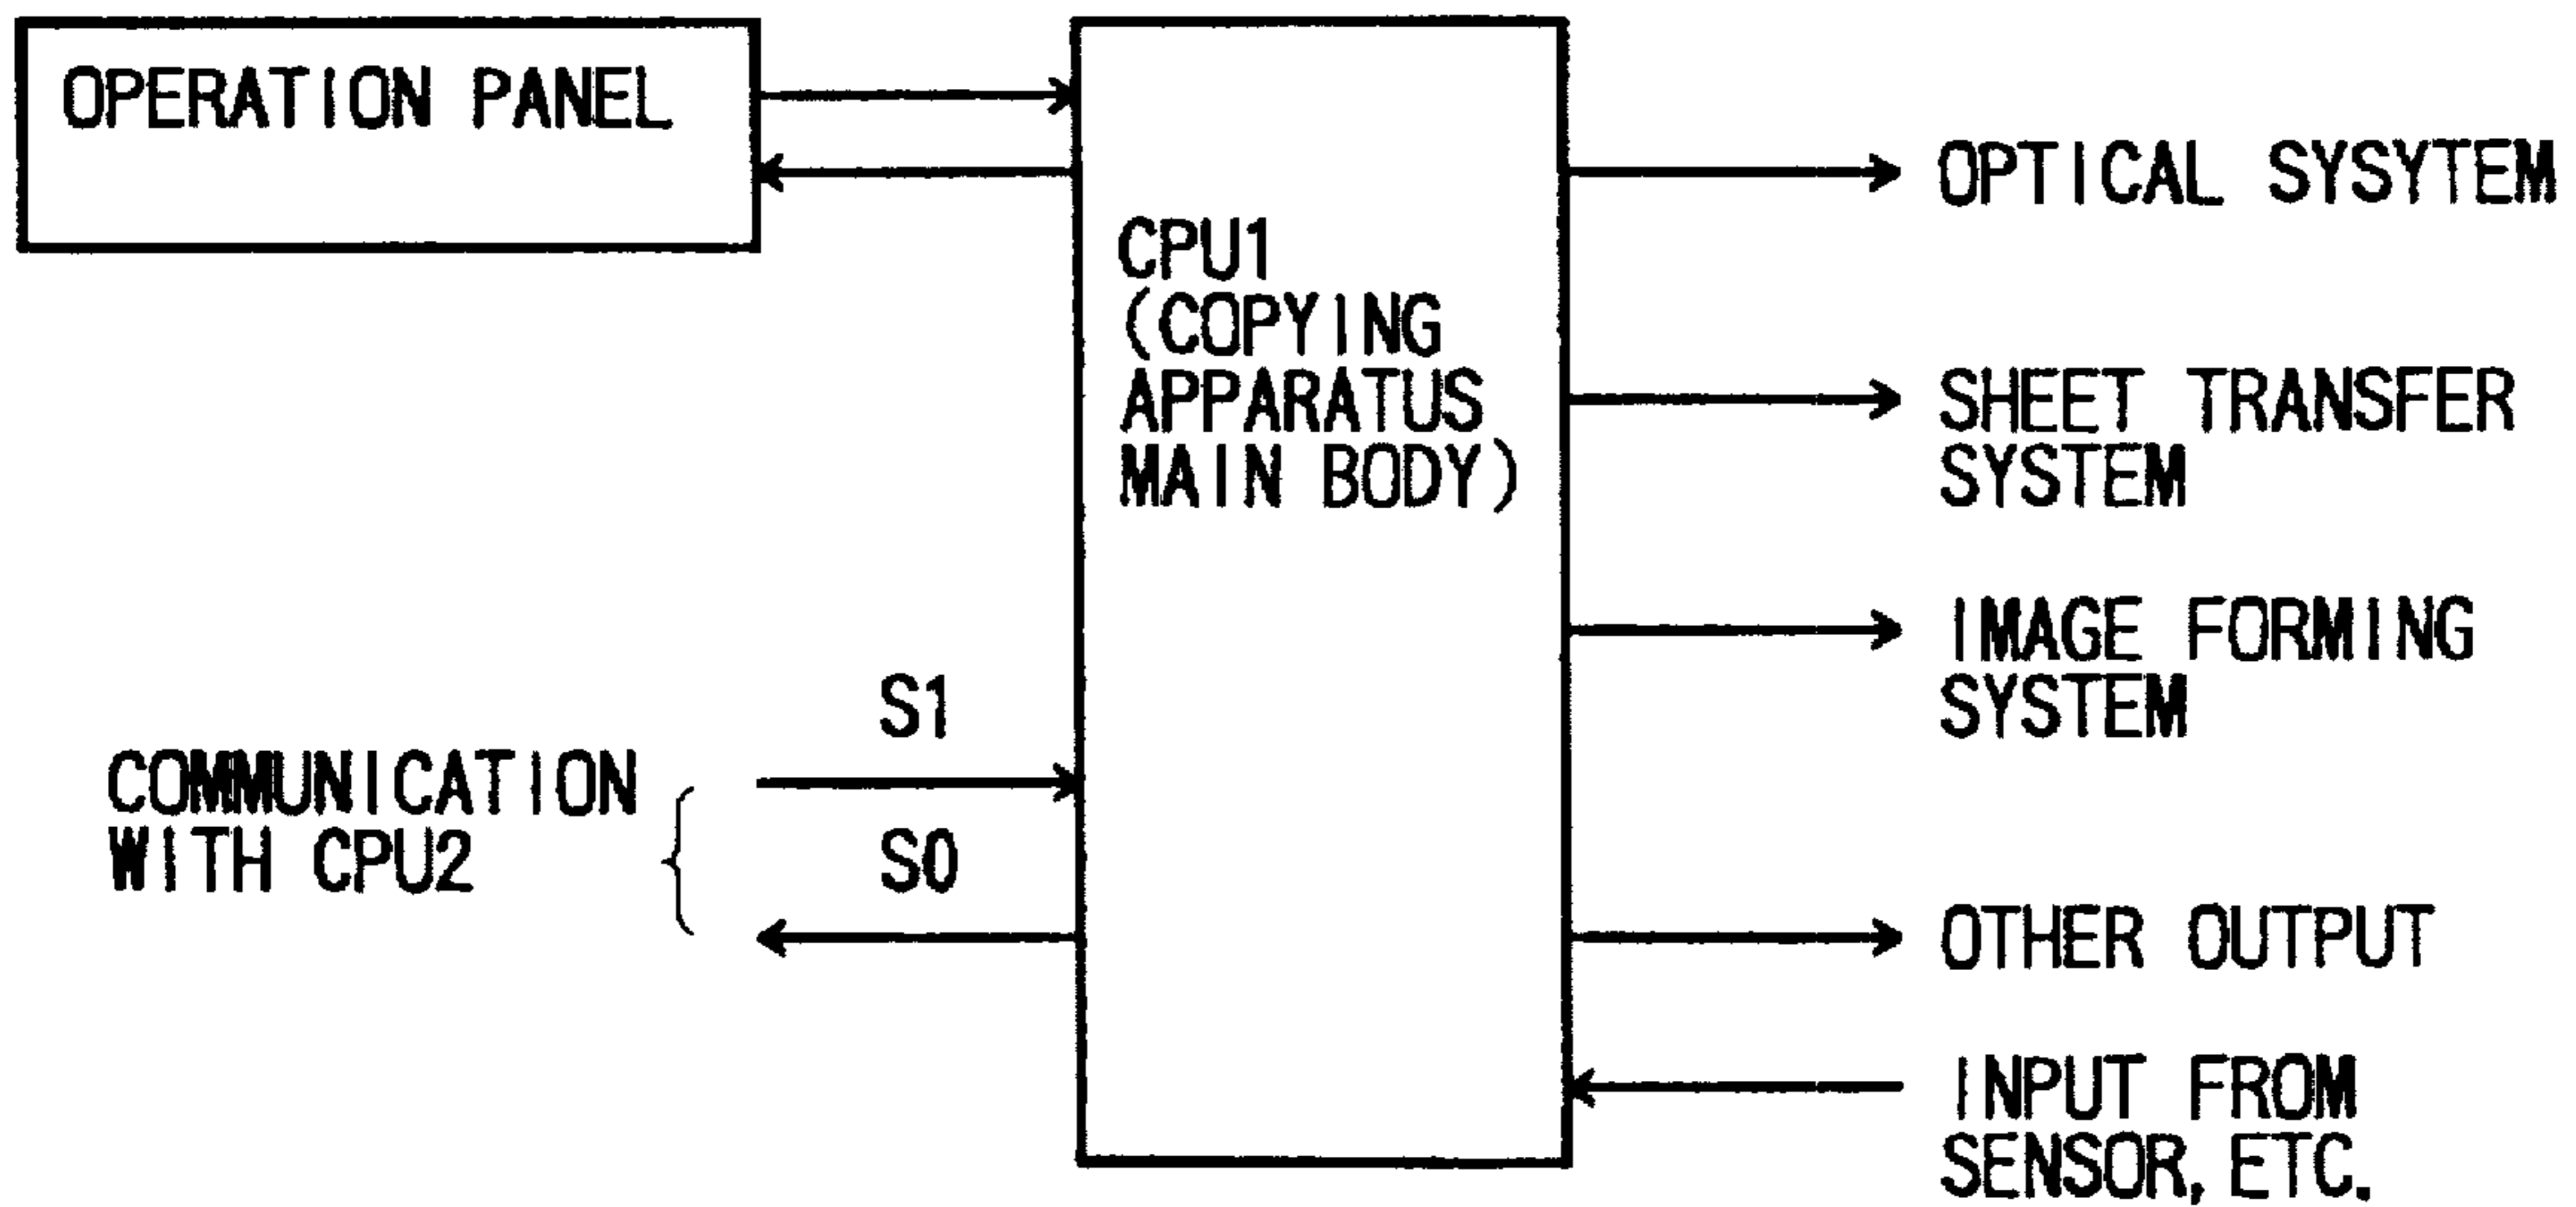 OPERATION PANEL
CPU1
(COPYING
APPARATUS
MAIN BODY)
S1
COMMUNICATION
WITH CPU2
S0
OPTICAL SYSYTEM
SHEET TRANSFER
SYSTEM
IMAGE FORMING
SYSTEM
OTHER OUTPUT
INPUT FROM
SENSOR, ETC.